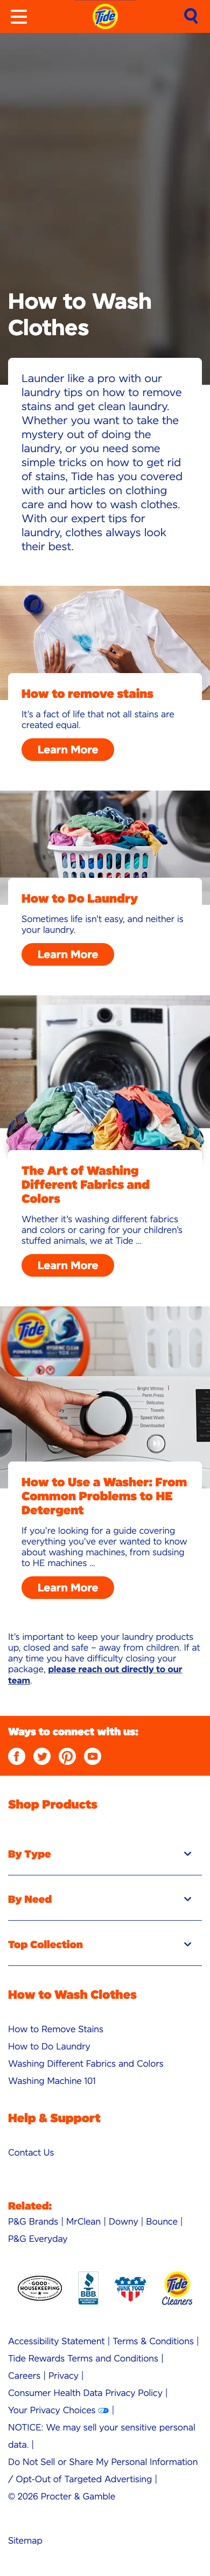 Tide
How to Wash
Clothes
Launder like a pro with our
laundry tips on how to remove
stains and get clean laundry.
Whether you want to take the
mystery out of doing the
laundry, or you need some
simple tricks on how to get rid
of stains, Tide has you covered
with our articles on clothing
care and how to wash clothes.
With our expert tips for
laundry, clothes always look
their best.
How to remove stains
It's a fact of life that not all stains are
created equal.
Learn More
How to Do Laundry
Sometimes life isn't easy, and neither is
your laundry.
Learn More
The Art of Washing
Different Fabrics and
Colors
Whether it's washing different fabrics
and colors or caring for your children's
stuffed animals, we at Tide ...
Learn More
Tide
POWER PODS
HYGIENIC CLEAN
Bright Whites
Perm.Press
Delicates
Towels
Speed Wash
Downloaded
How to Use a Washer: From
Common Problems to HE
Detergent
If you're looking for a guide covering
everything you've ever wanted to know
about washing machines, from sudsing
to HE machines ...
Learn More
It's important to keep your laundry products
up, closed and safe – away from children. If at
any time you have difficulty closing your
package, please reach out directly to our
team.
Ways to connect with us:
Shop Products
By Type
By Need
Top Collection
How to Wash Clothes
How to Remove Stains
How to Do Laundry
Washing Different Fabrics and Colors
Washing Machine 101
Help & Support
Contact Us
Related:
P&G Brands | MrClean | Downy | Bounce |
P&G Everyday
GOOD HOUSEKEEPING
BBB
JUNK FOOD
Tide Cleaners
Accessibility Statement | Terms & Conditions |
Tide Rewards Terms and Conditions |
Careers | Privacy |
Consumer Health Data Privacy Policy |
Your Privacy Choices |
NOTICE: We may sell your sensitive personal
data. |
Do Not Sell or Share My Personal Information
/ Opt-Out of Targeted Advertising |
© 2026 Procter & Gamble
Sitemap